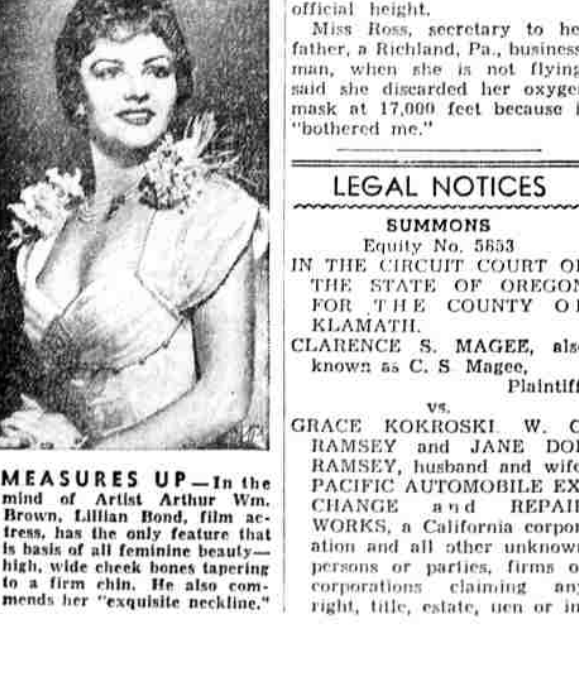 MEASURES UP—In the
mind of Artist Arthur Wm.
Brown, Lillian Bond, film ac-
tress, has the only feature that
is basis of all feminine beauty—
high, wide cheek bones tapering
to a firm chin. He also com-
mends her "exquisite neckline."
official height.
Miss Ross, secretary to he
father, a Richland, Pa., business
man, when she is not flying
said she discarded her oxygen
mask at 17,000 feet because i
"bothered me."
LEGAL NOTICES
SUMMONS
Equity No. 5653
IN THE CIRCUIT COURT OF
THE STATE OF OREGON
FOR THE COUNTY O
KLAMATH.
CLARENCE S. MAGEE, als
known as C. S Magee,
Plaintiff
vs.
GRACE KOKROSKI. W. C
RAMSEY and JANE DOE
RAMSEY, husband and wife
PACIFIC AUTOMOBILE EX
CHANGE and REPAIR
WORKS, a California corpor
ation and all other unknown
persons or parties, firms o
corporations claiming any
right, title, estate, lien or in